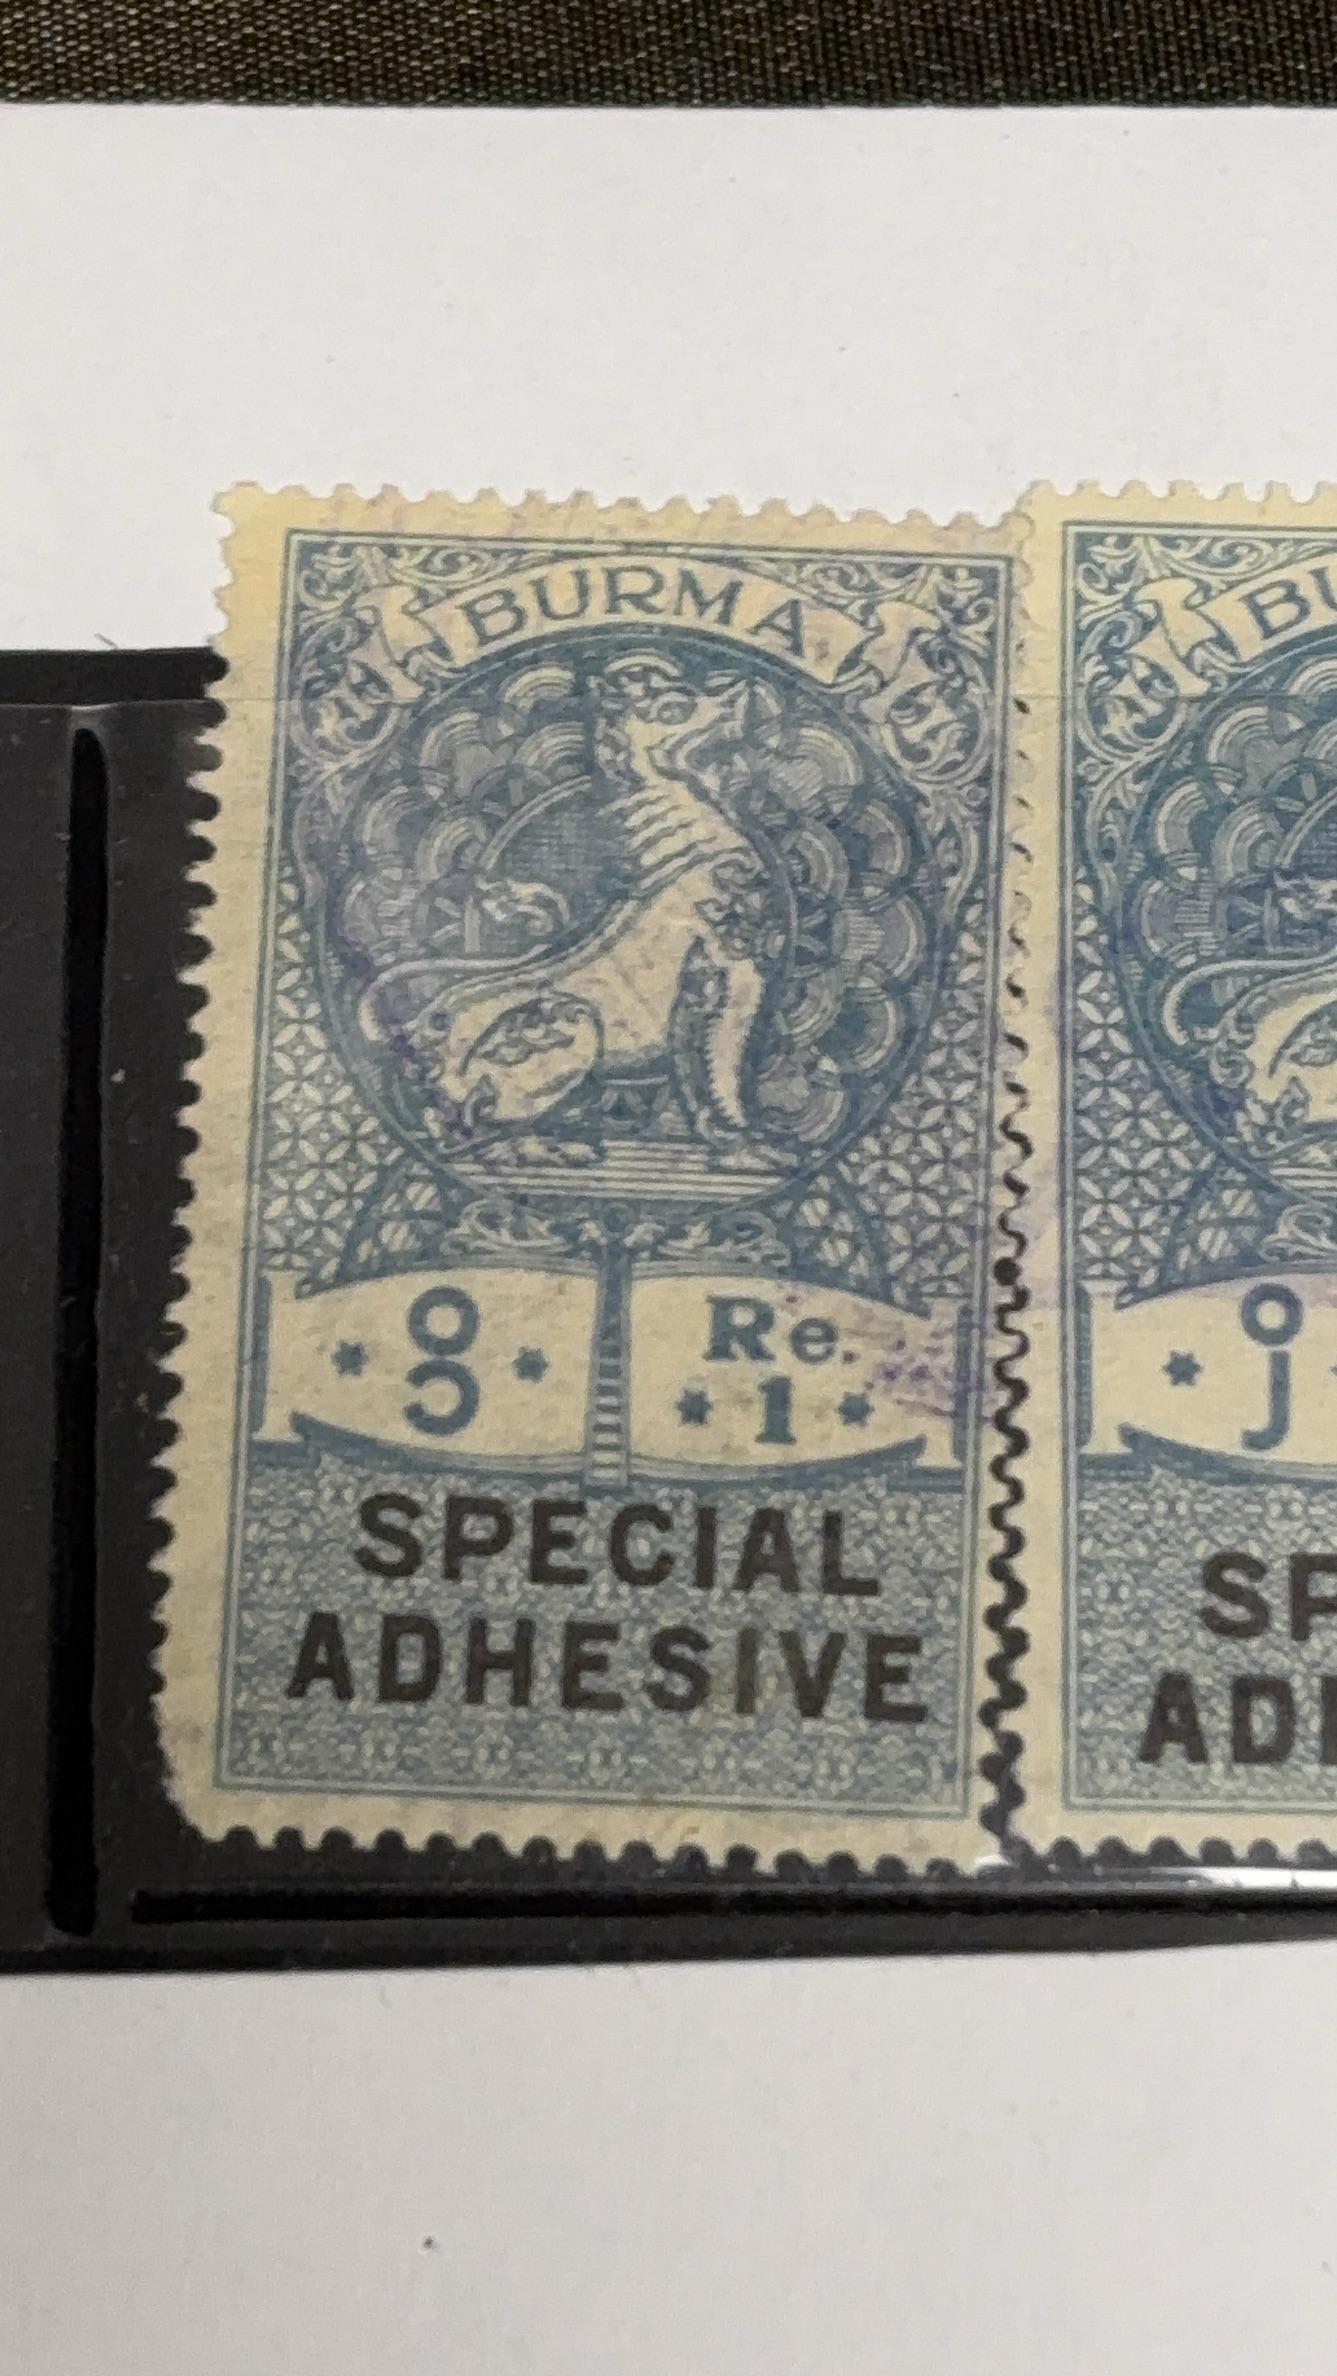 BURMA
* ၁ိ * Re.
* 1 *
SPECIAL
ADHESIVE
BU
* ၂ိ
SP
AD